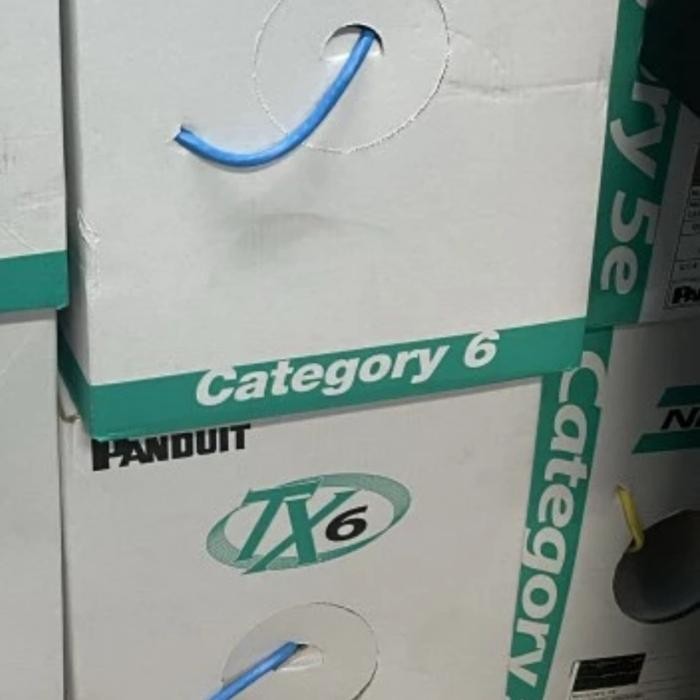 Category 6
PANDUIT
TX6
Category
ry 5e